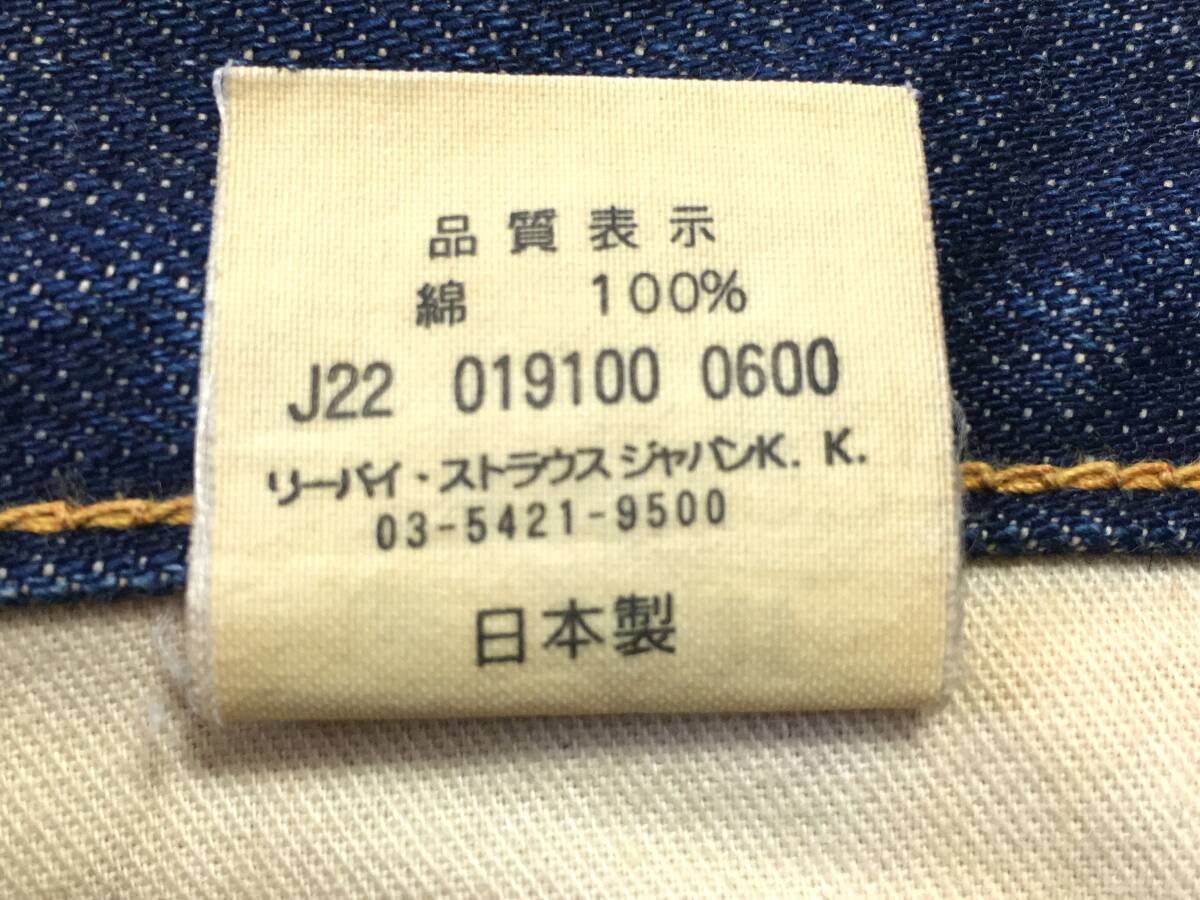 品質表示
綿 100%
J22 019100 0600
リーバイ・ストラウスジャパンK. K.
03-5421-9500
日本製